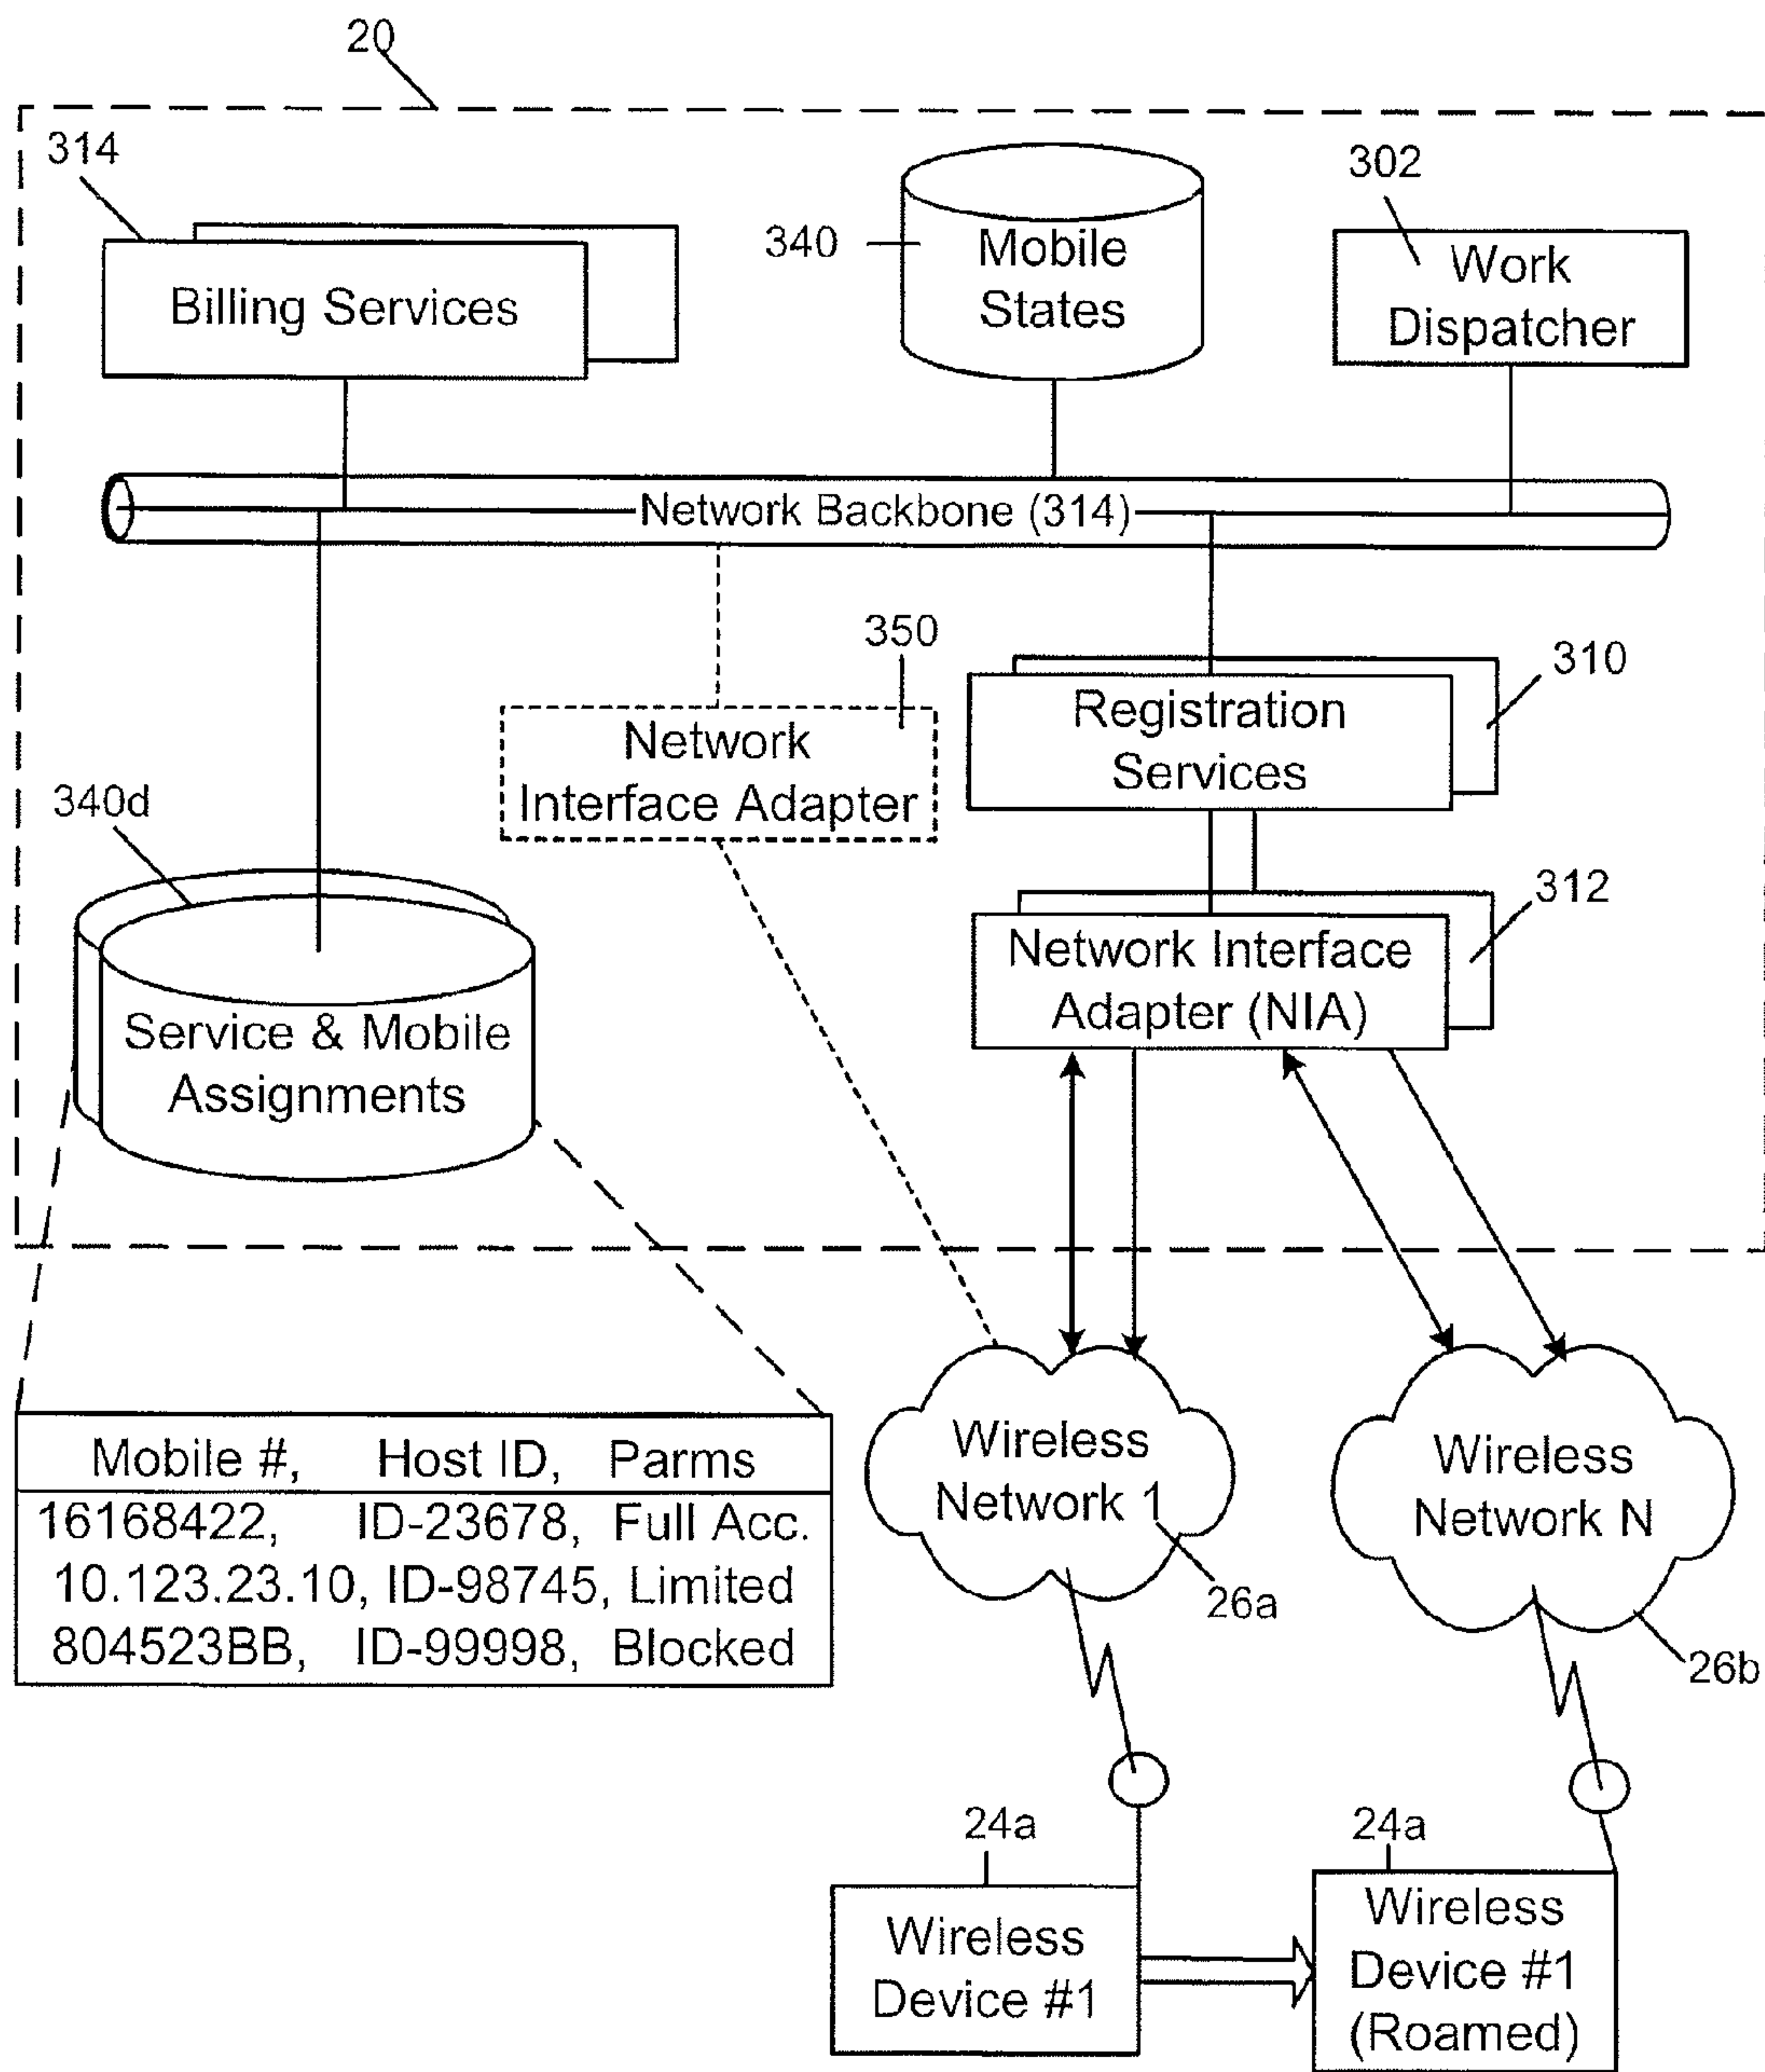 20
314
340
302
Billing Services
Mobile
States
Work
Dispatcher
Network Backbone (314)
350
310
Network
Interface Adapter
Registration
Services
340d
312
Network Interface
Adapter (NIA)
Service & Mobile
Assignments
Mobile #, Host ID, Parms
16168422, ID-23678, Full Acc.
10.123.23.10, ID-98745, Limited
804523BB, ID-99998, Blocked
Wireless
Network 1
26a
Wireless
Network N
26b
24a
Wireless
Device #1
24a
Wireless
Device #1
(Roamed)